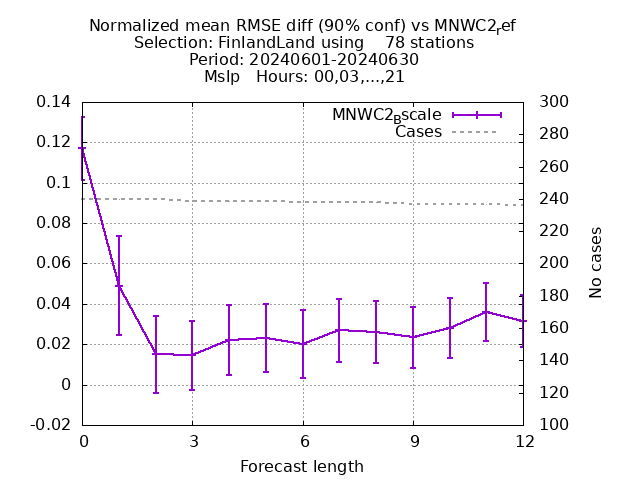 Normalized mean RMSE diff (90% conf) vs MNWC2ref
Selection: FinlandLand using 78 stations
Period: 20240601-20240630
Mslp Hours: 00,03,...,21
MNWC2Bscale
Cases
0.14
0.12
0.1
0.08
0.06
0.04
0.02
0
-0.02
300
280
260
240
220
200
180
160
140
120
100
No cases
0 3 6 9 12
Forecast length